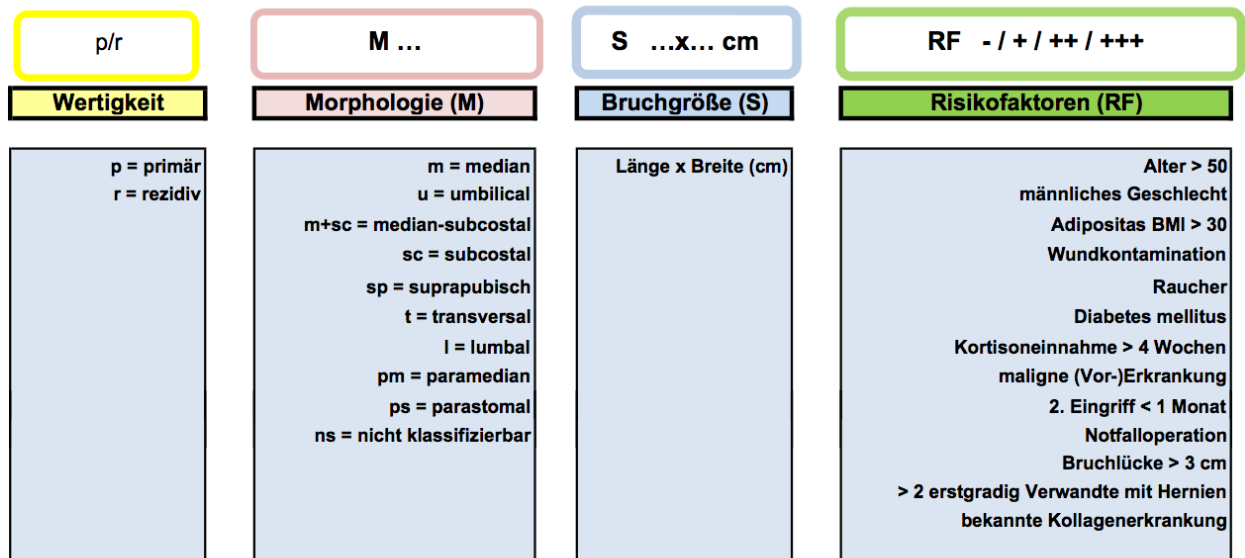 p/r
M ...
S ...x... cm
RF - / + / ++ / +++
Wertigkeit
Morphologie (M)
Bruchgröße (S)
Risikofaktoren (RF)
p = primär
r = rezidiv
m = median
u = umbilical
m+sc = median-subcostal
sc = subcostal
sp = suprapubisch
t = transversal
l = lumbal
pm = paramedian
ps = parastomal
ns = nicht klassifizierbar
Länge x Breite (cm)
Alter > 50
männliches Geschlecht
Adipositas BMI > 30
Wundkontamination
Raucher
Diabetes mellitus
Kortisoneinnahme > 4 Wochen
maligne (Vor-)Erkrankung
2. Eingriff < 1 Monat
Notfalloperation
Bruchlücke > 3 cm
> 2 erstgradig Verwandte mit Hernien
bekannte Kollagenerkrankung